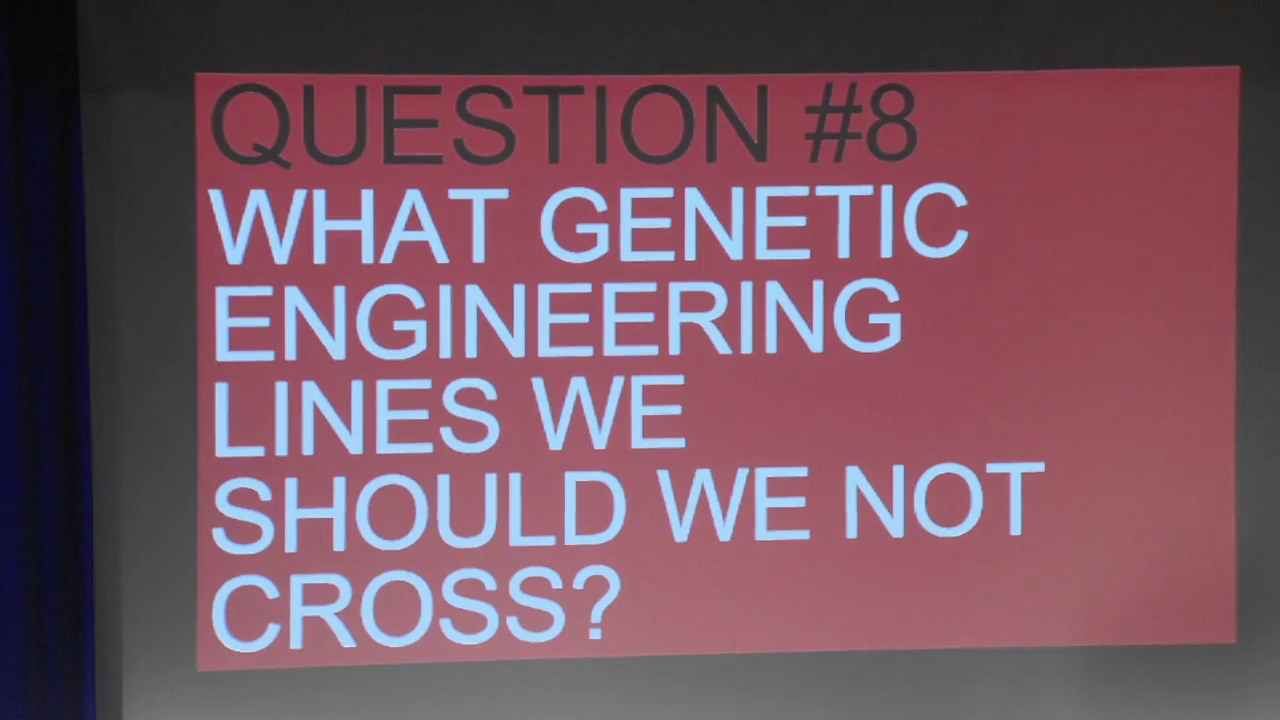 QUESTION #8
WHAT GENETIC
ENGINEERING
LINES WE
SHOULD WE NOT
CROSS?